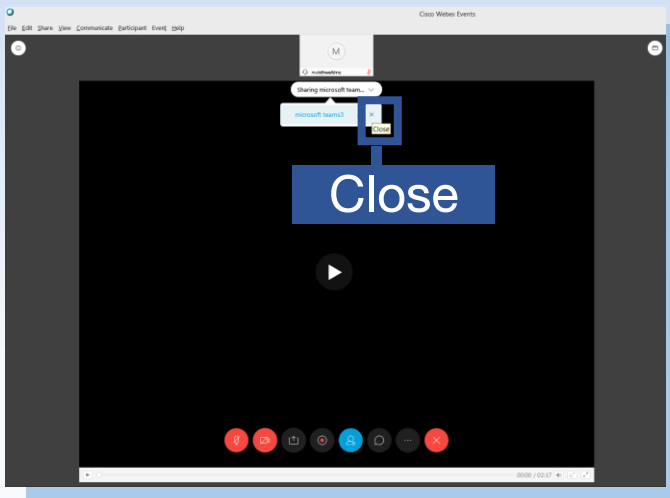 Cisco Webex Events
File Edit Share View Communicate Participant Event Help
M
Sharing microsoft team...
microsoft teams3 ×
Close
Close
00:00 / 02:17